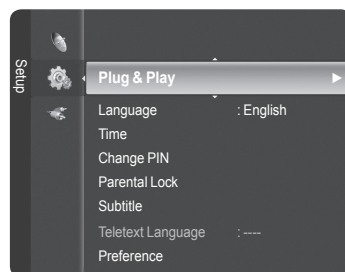 Setup
Plug & Play
Language : English
Time
Change PIN
Parental Lock
Subtitle
Teletext Language : ----
Preference